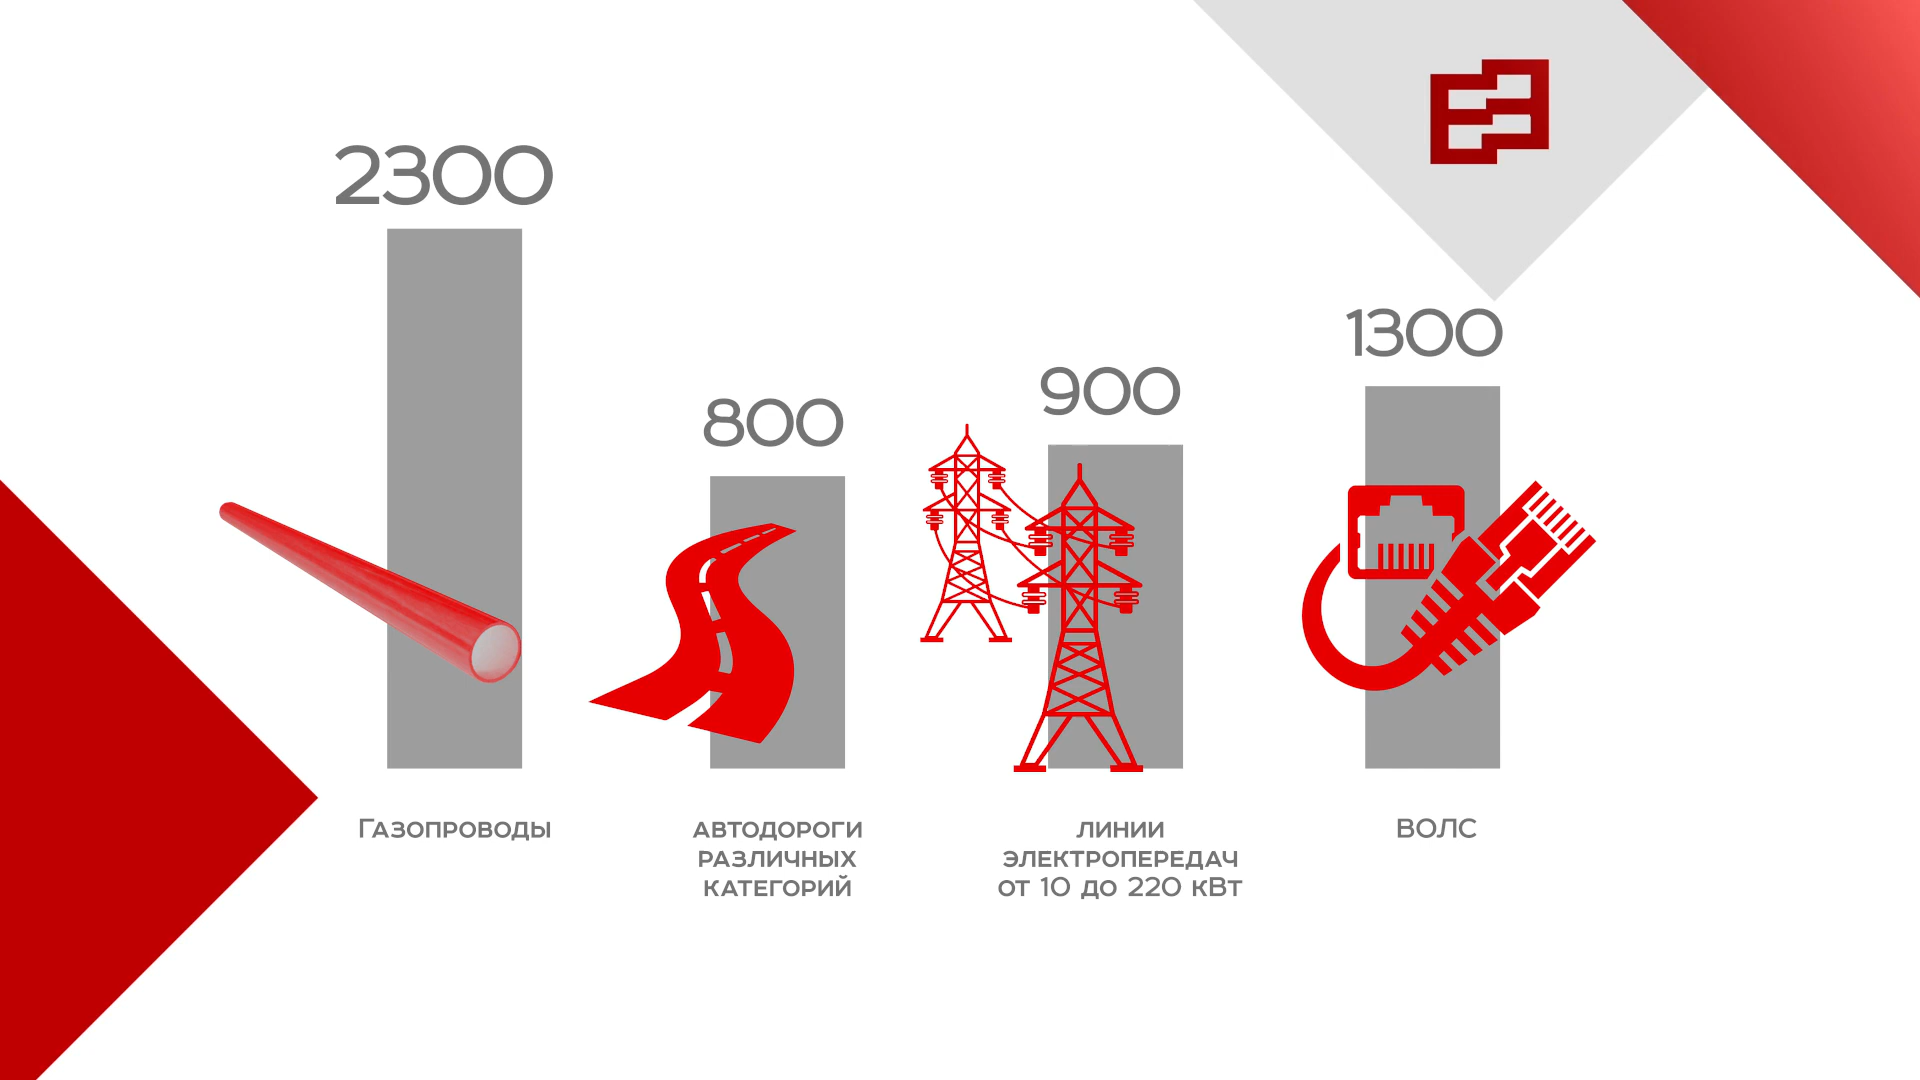 2300
800
900
1300
Газопроводы
автодороги
различных
категорий
линии
электропередач
от 10 до 220 кВт
ВОЛС